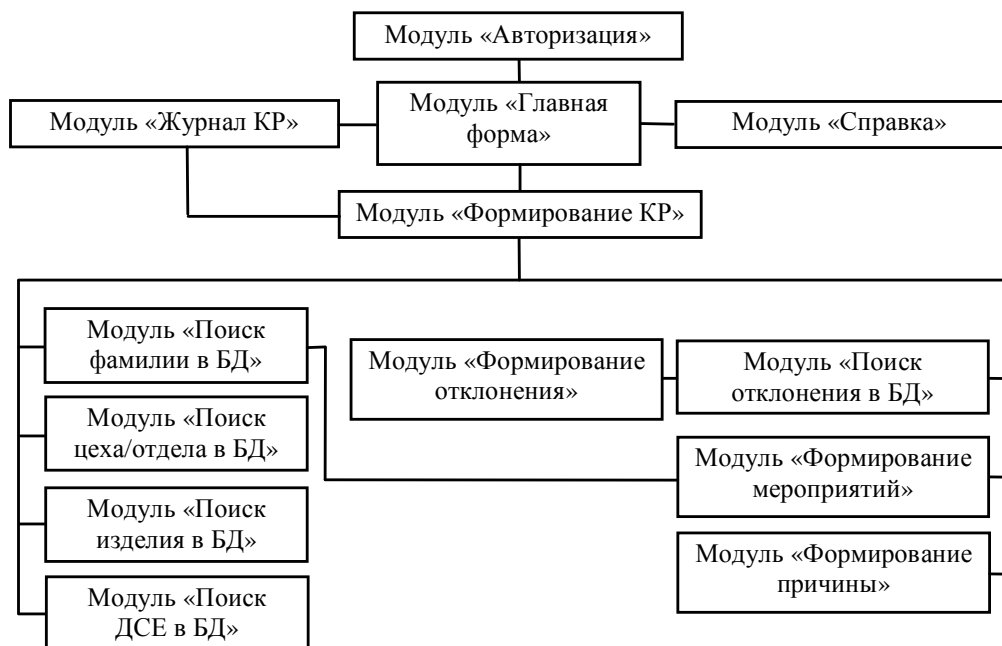 Модуль «Авторизация»
Модуль «Главная
форма»
Модуль «Журнал КР»
Модуль «Справка»
Модуль «Формирование КР»
Модуль «Поиск
фамилии в БД»
Модуль «Поиск
цеха/отдела в БД»
Модуль «Поиск
изделия в БД»
Модуль «Поиск
ДСЕ в БД»
Модуль «Формирование
отклонения»
Модуль «Поиск
отклонения в БД»
Модуль «Формирование
мероприятий»
Модуль «Формирование
причины»